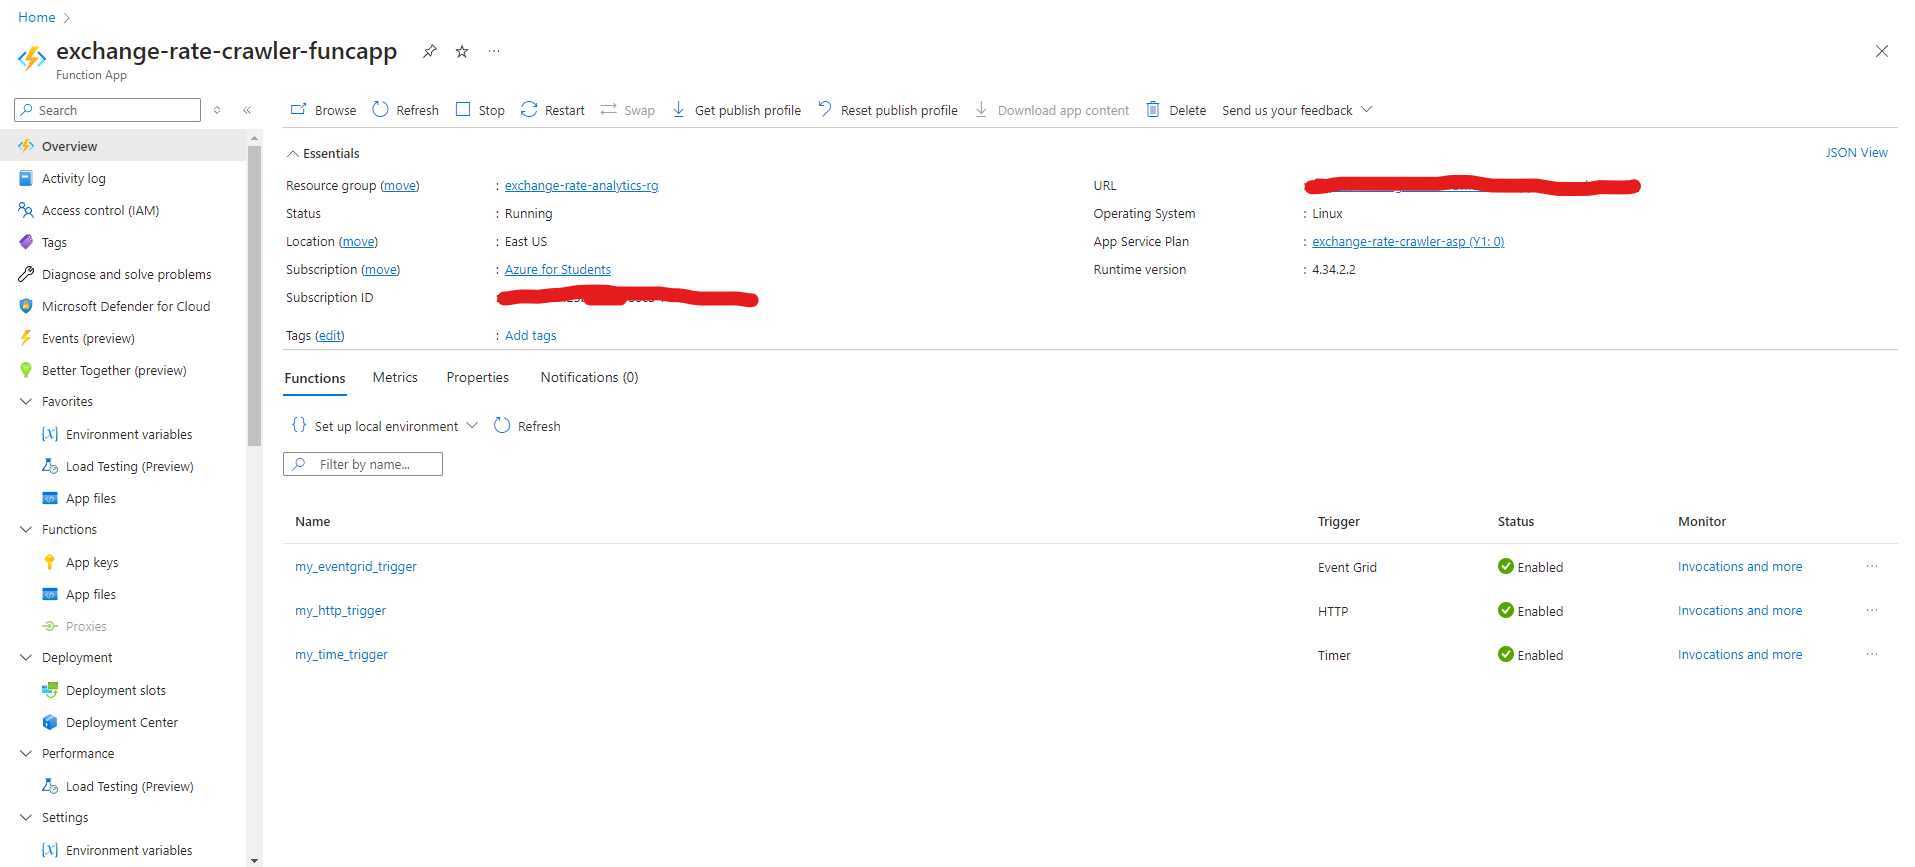 Home
exchange-rate-crawler-funcapp
Function App
Search
Browse Refresh Stop Restart Swap Get publish profile Reset publish profile Download app content Delete Send us your feedback
Overview
Activity log
Access control (IAM)
Tags
Diagnose and solve problems
Microsoft Defender for Cloud
Events (preview)
Better Together (preview)
Favorites
Environment variables
Load Testing (Preview)
App files
Functions
App keys
App files
Proxies
Deployment
Deployment slots
Deployment Center
Performance
Load Testing (Preview)
Settings
Environment variables
Essentials
JSON View
Resource group (move) : exchange-rate-analytics-rg
Status : Running
Location (move) : East US
Subscription (move) : Azure for Students
Subscription ID
Tags (edit) : Add tags
URL
Operating System : Linux
App Service Plan : exchange-rate-crawler-asp (Y1: 0)
Runtime version : 4.34.2.2
Functions Metrics Properties Notifications (0)
{} Set up local environment Refresh
Filter by name...
Name Trigger Status Monitor
my_eventgrid_trigger Event Grid Enabled Invocations and more ...
my_http_trigger HTTP Enabled Invocations and more ...
my_time_trigger Timer Enabled Invocations and more ...